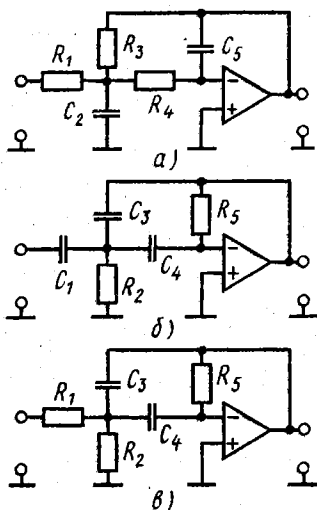 R₃
C₅
R₁
R₄
−
+
C₂
а)
C₃
R₅
C₁
C₄
−
+
R₂
б)
R₁
C₃
R₅
C₄
−
+
R₂
в)